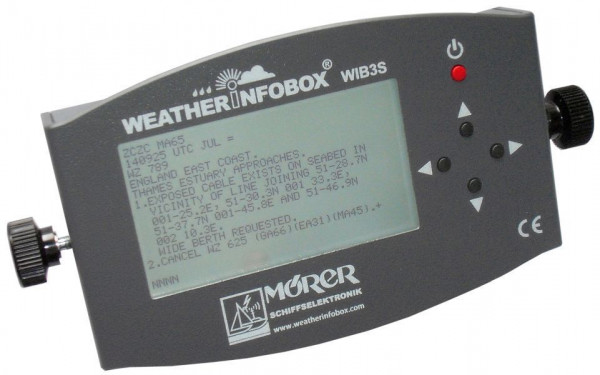 WEATHERINFOBOX® WIB3S
ZCZC MA65
140925 UTC JUL =
WZ 789
ENGLAND EAST COAST.
THAMES ESTUARY APPROACHES.
1.EXPOSED CABLE EXISTS ON SEABED IN
VICINITY OF LINE JOINING 51-28.7N
001-25.2E, 51-30.3N 001 33.3E,
51-37.7N 001-45.8E AND 51-46.9N
002 10.3E.
WIDE BERTH REQUESTED.
2.CANCEL WZ 625 (GA66)(EA31)(MA45).*
NNNN
CE
MÖRER
SCHIFFSELEKTRONIK
www.weatherinfobox.com